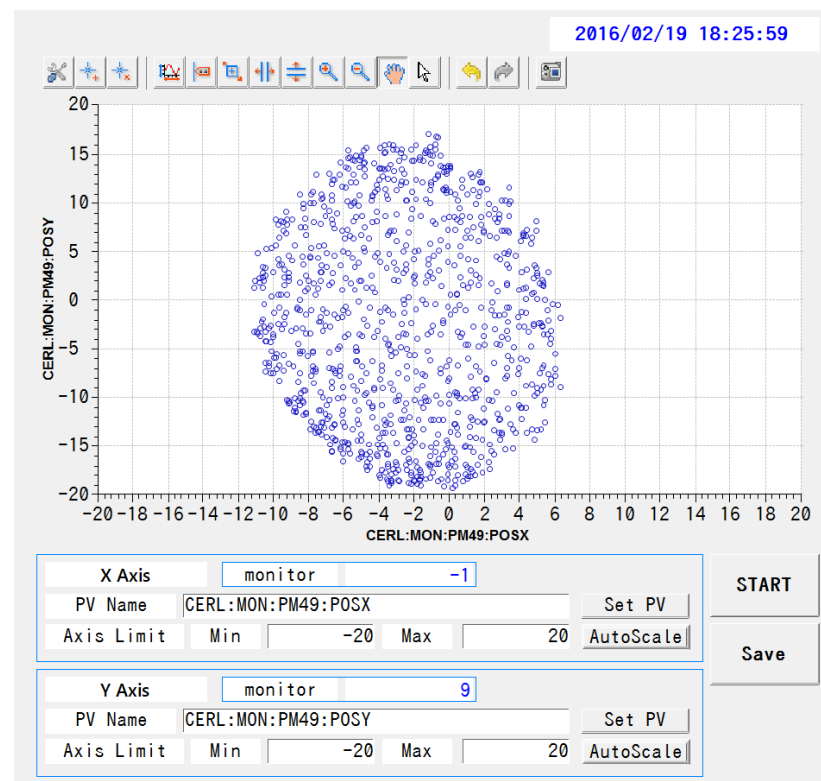 2016/02/19 18:25:59
20
15
10
5
0
-5
-10
-15
-20
CERL:MON:PM49:POSY
-20 -18 -16 -14 -12 -10 -8 -6 -4 -2 0 2 4 6 8 10 12 14 16 18 20
CERL:MON:PM49:POSX
X Axis monitor -1
PV Name CERL:MON:PM49:POSX Set PV
Axis Limit Min -20 Max 20 AutoScale
START
Save
Y Axis monitor 9
PV Name CERL:MON:PM49:POSY Set PV
Axis Limit Min -20 Max 20 AutoScale